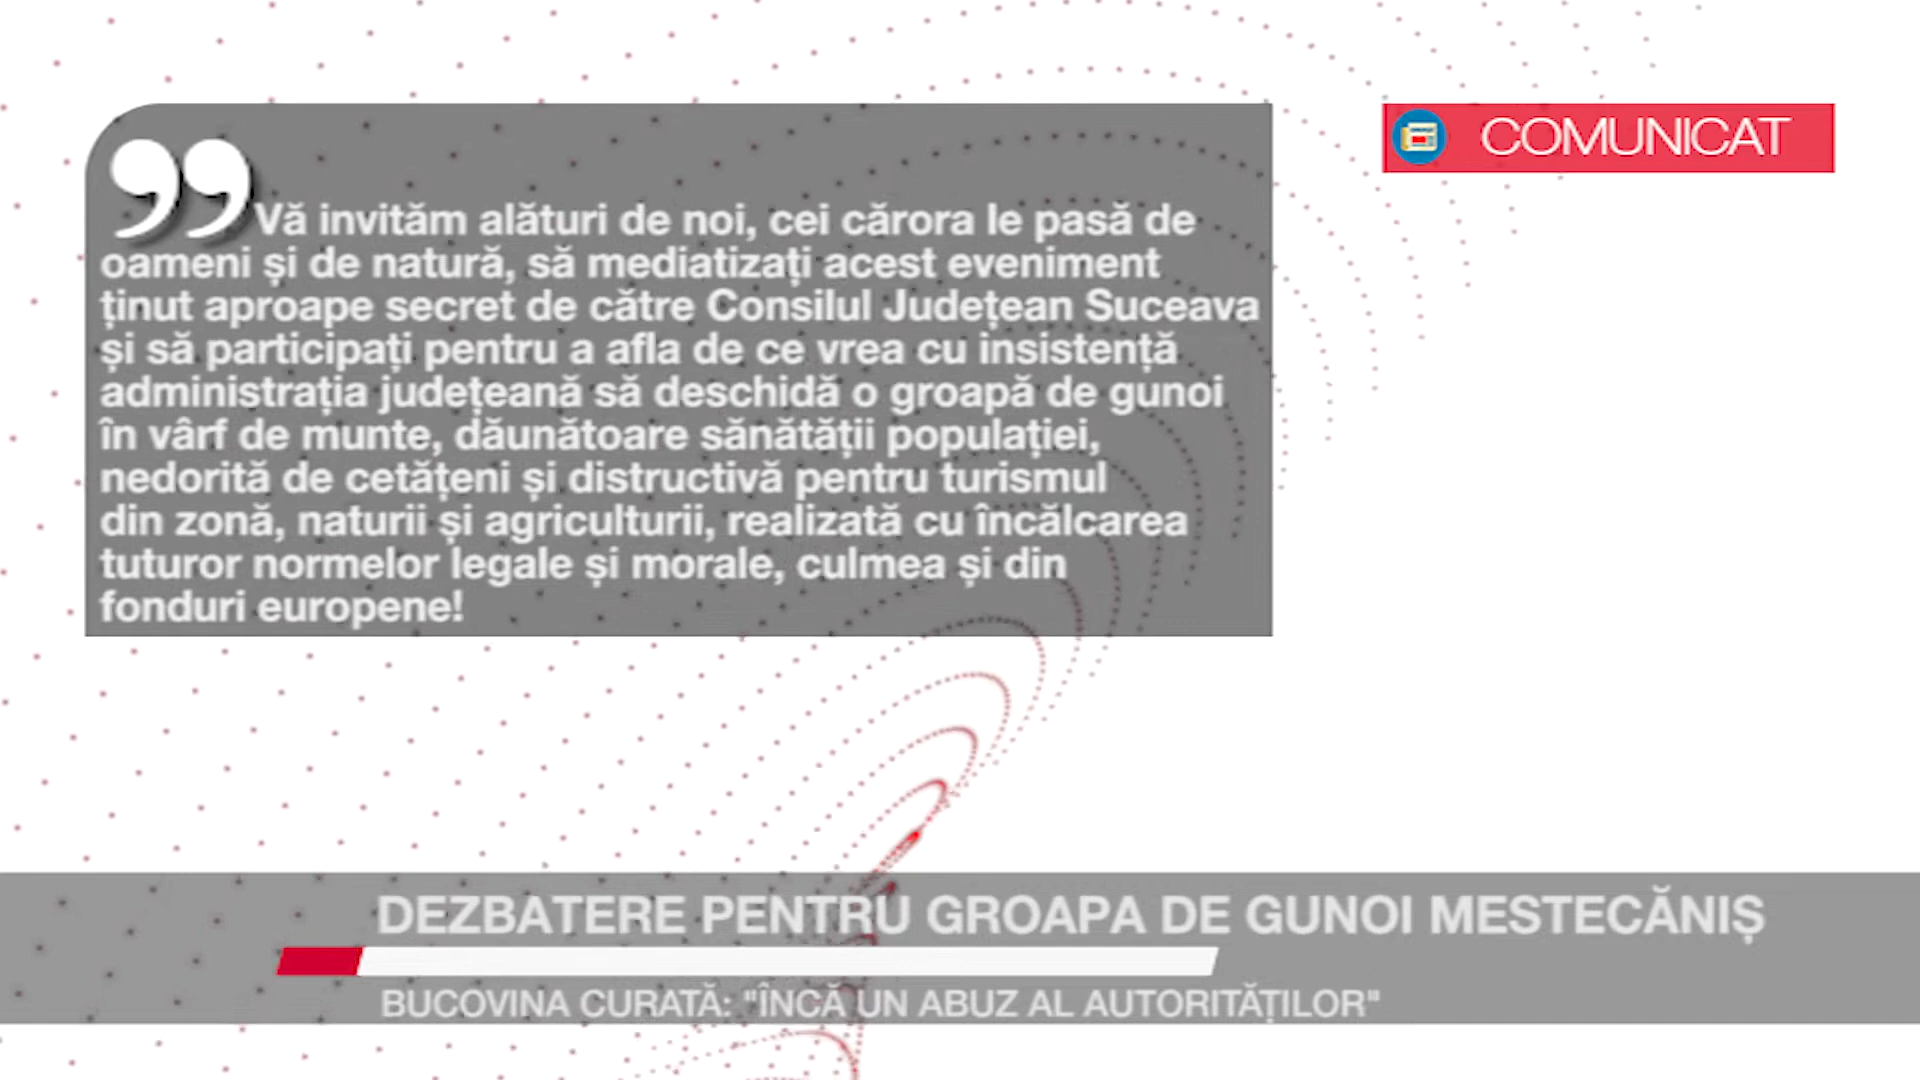 COMUNICAT
Vă invităm alături de noi, cei cărora le pasă de
oameni și de natură, să mediatizați acest eveniment
ținut aproape secret de către Consilul Județean Suceava
și să participați pentru a afla de ce vrea cu insistență
administrația județeană să deschidă o groapă de gunoi
în vârf de munte, dăunătoare sănătății populației,
nedorită de cetățeni și distructivă pentru turismul
din zonă, naturii și agriculturii, realizată cu încălcarea
tuturor normelor legale și morale, culmea și din
fonduri europene!
DEZBATERE PENTRU GROAPA DE GUNOI MESTECĂNIȘ
BUCOVINA CURATĂ: "ÎNCĂ UN ABUZ AL AUTORITĂȚILOR"